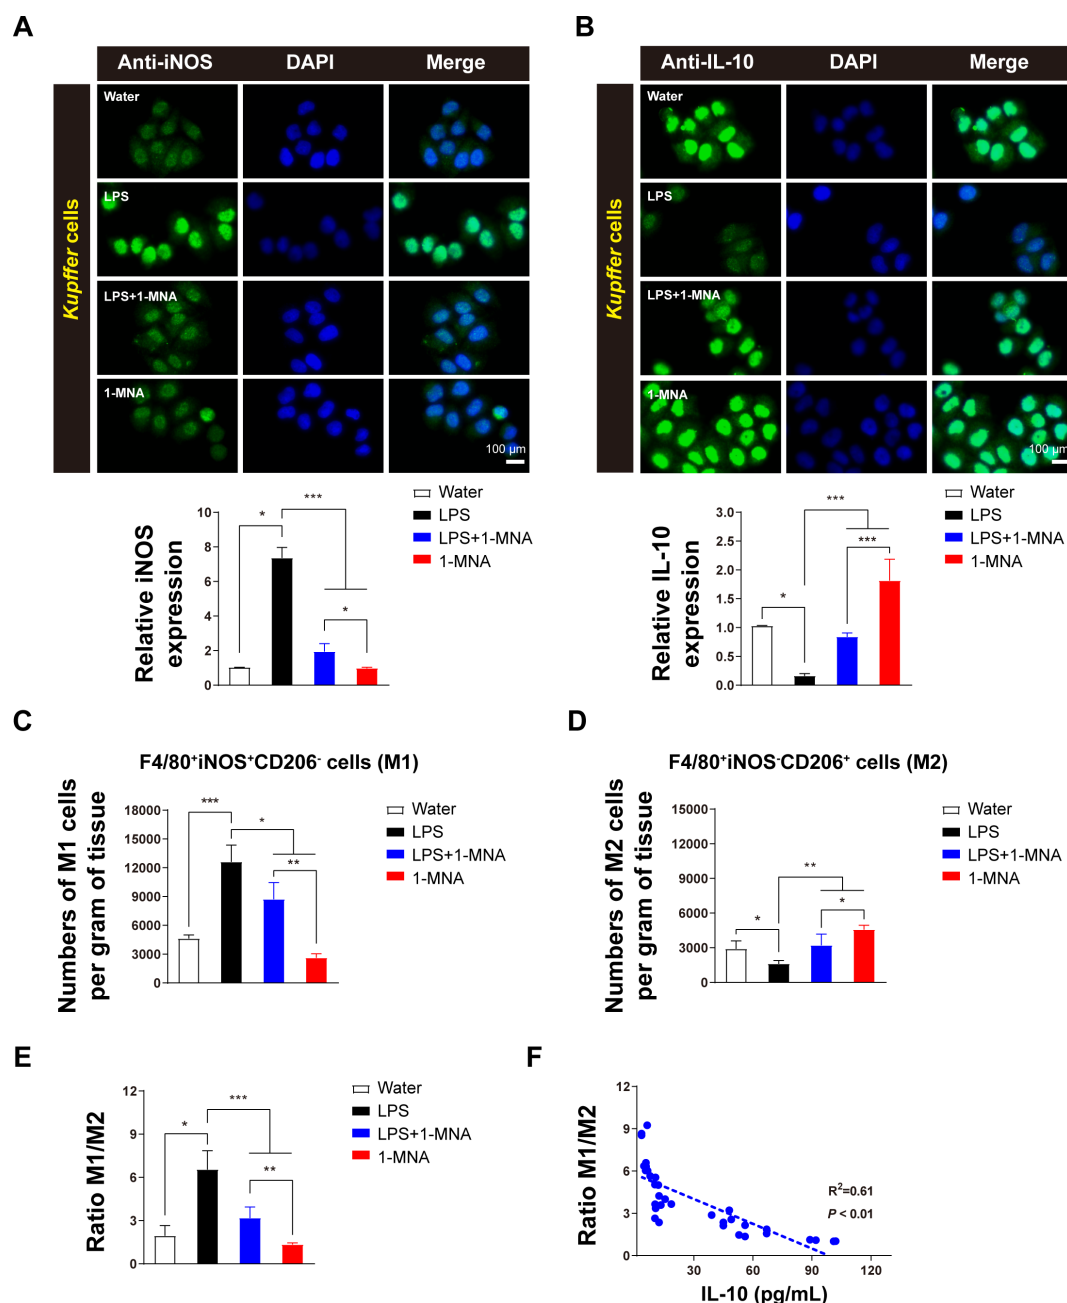 A
Anti-iNOS DAPI Merge
Kupffer cells
Water
LPS
LPS+1-MNA
1-MNA
100 µm
Relative iNOS
expression
10
8
6
4
2
0
*
***
*
Water
LPS
LPS+1-MNA
1-MNA
B
Anti-IL-10 DAPI Merge
Kupffer cells
Water
LPS
LPS+1-MNA
1-MNA
100 µm
Relative IL-10
expression
3.0
2.5
2.0
1.5
1.0
0.5
0.0
*
***
***
Water
LPS
LPS+1-MNA
1-MNA
C
F4/80⁺iNOS⁺CD206⁻ cells (M1)
Numbers of M1 cells
per gram of tissue
18000
15000
12000
9000
6000
3000
0
***
*
**
Water
LPS
LPS+1-MNA
1-MNA
D
F4/80⁺iNOS⁻CD206⁺ cells (M2)
Numbers of M2 cells
per gram of tissue
15000
12000
9000
6000
3000
0
*
**
*
Water
LPS
LPS+1-MNA
1-MNA
E
Ratio M1/M2
12
9
6
3
0
*
***
**
Water
LPS
LPS+1-MNA
1-MNA
F
Ratio M1/M2
12
9
6
3
0
R²=0.61
P < 0.01
30 60 90 120
IL-10 (pg/mL)